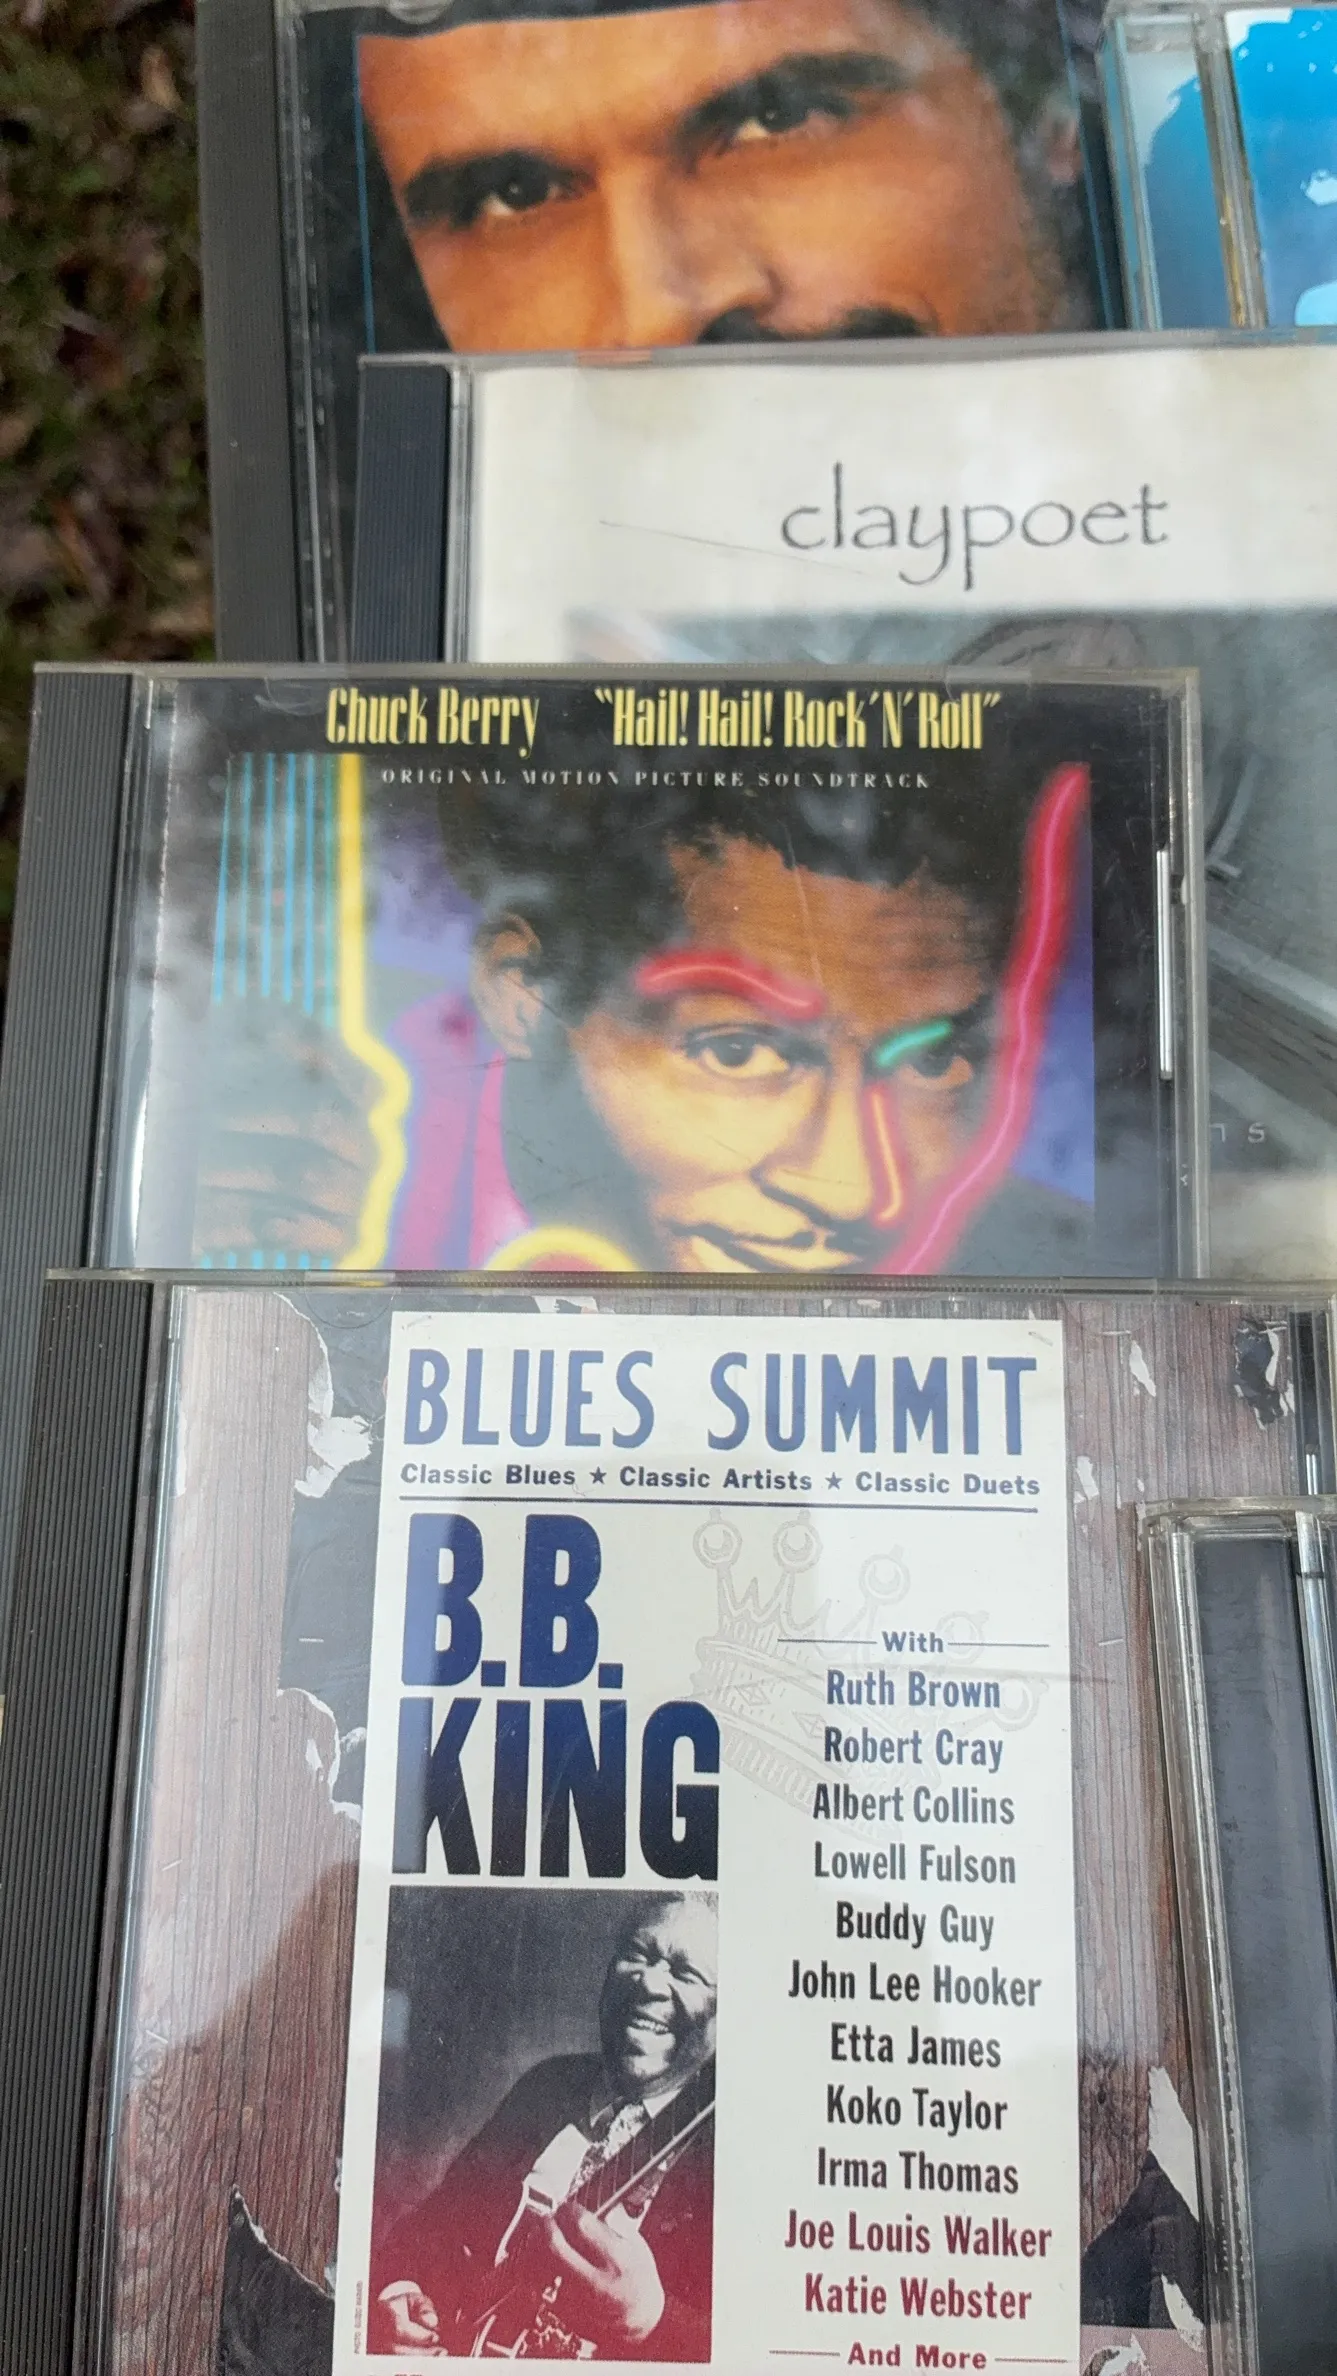 claypoet
Chuck Berry "Hail! Hail! Rock 'N' Roll"
ORIGINAL MOTION PICTURE SOUNDTRACK
BLUES SUMMIT
Classic Blues ★ Classic Artists ★ Classic Duets
B.B.
KING
With
Ruth Brown
Robert Cray
Albert Collins
Lowell Fulson
Buddy Guy
John Lee Hooker
Etta James
Koko Taylor
Irma Thomas
Joe Louis Walker
Katie Webster
And More